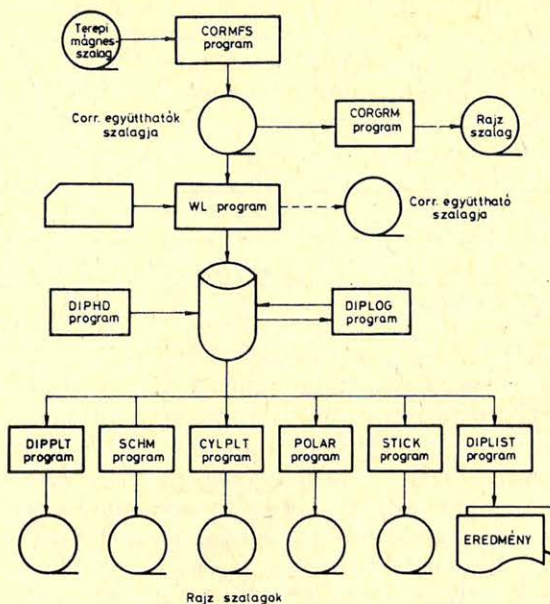 Terepi
mágnes-
szalag
CORMFS
program
Corr. együtthatók
szalagja
CORGRM
program
Rajz
szalag
WL program
Corr. együttható
szalagja
DIPHD
program
DIPLOG
program
DIPPLT
program
SCHM
program
CYLPLT
program
POLAR
program
STICK
program
DIPLIST
program
EREDMÉNY
Rajz szalagok